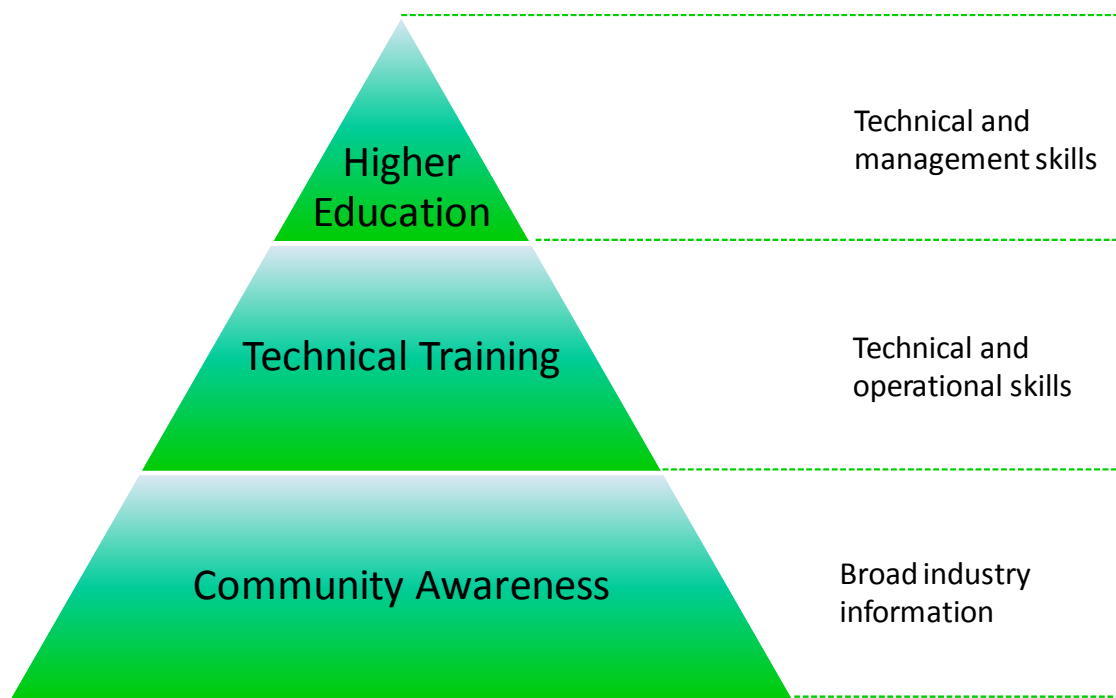 Higher
Education
Technical and
management skills
Technical Training
Technical and
operational skills
Community Awareness
Broad industry
information